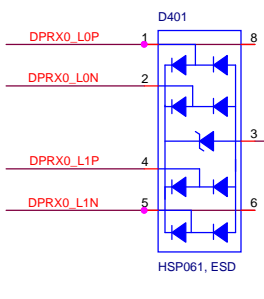 D401
DPRX0_L0P 1 8
DPRX0_L0N 2
3
DPRX0_L1P 4
DPRX0_L1N 5 6
HSP061, ESD